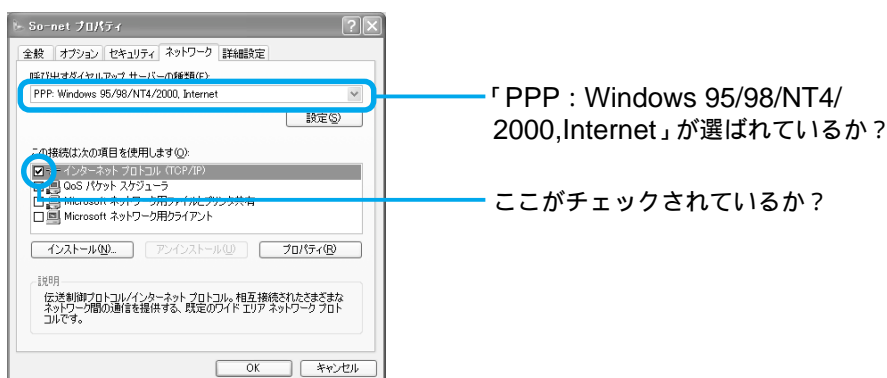 So-net プロパティ
全般 オプション セキュリティ ネットワーク 詳細設定
呼び出すダイヤルアップ サーバーの種類(E):
PPP: Windows 95/98/NT4/2000, Internet
設定(S)
「PPP:Windows 95/98/NT4/
2000,Internet」が選ばれているか?
この接続は次の項目を使用します(O):
インターネット プロトコル (TCP/IP)
QoS パケット スケジューラ
Microsoft ネットワーク用ファイルとプリンタ共有
Microsoft ネットワーク用クライアント
ここがチェックされているか?
インストール(N)... アンインストール(U) プロパティ(R)
説明
伝送制御プロトコル/インターネット プロトコル。相互接続されたさまざまな
ネットワーク間の通信を提供する、既定のワイド エリア ネットワーク プロト
コルです。
OK キャンセル